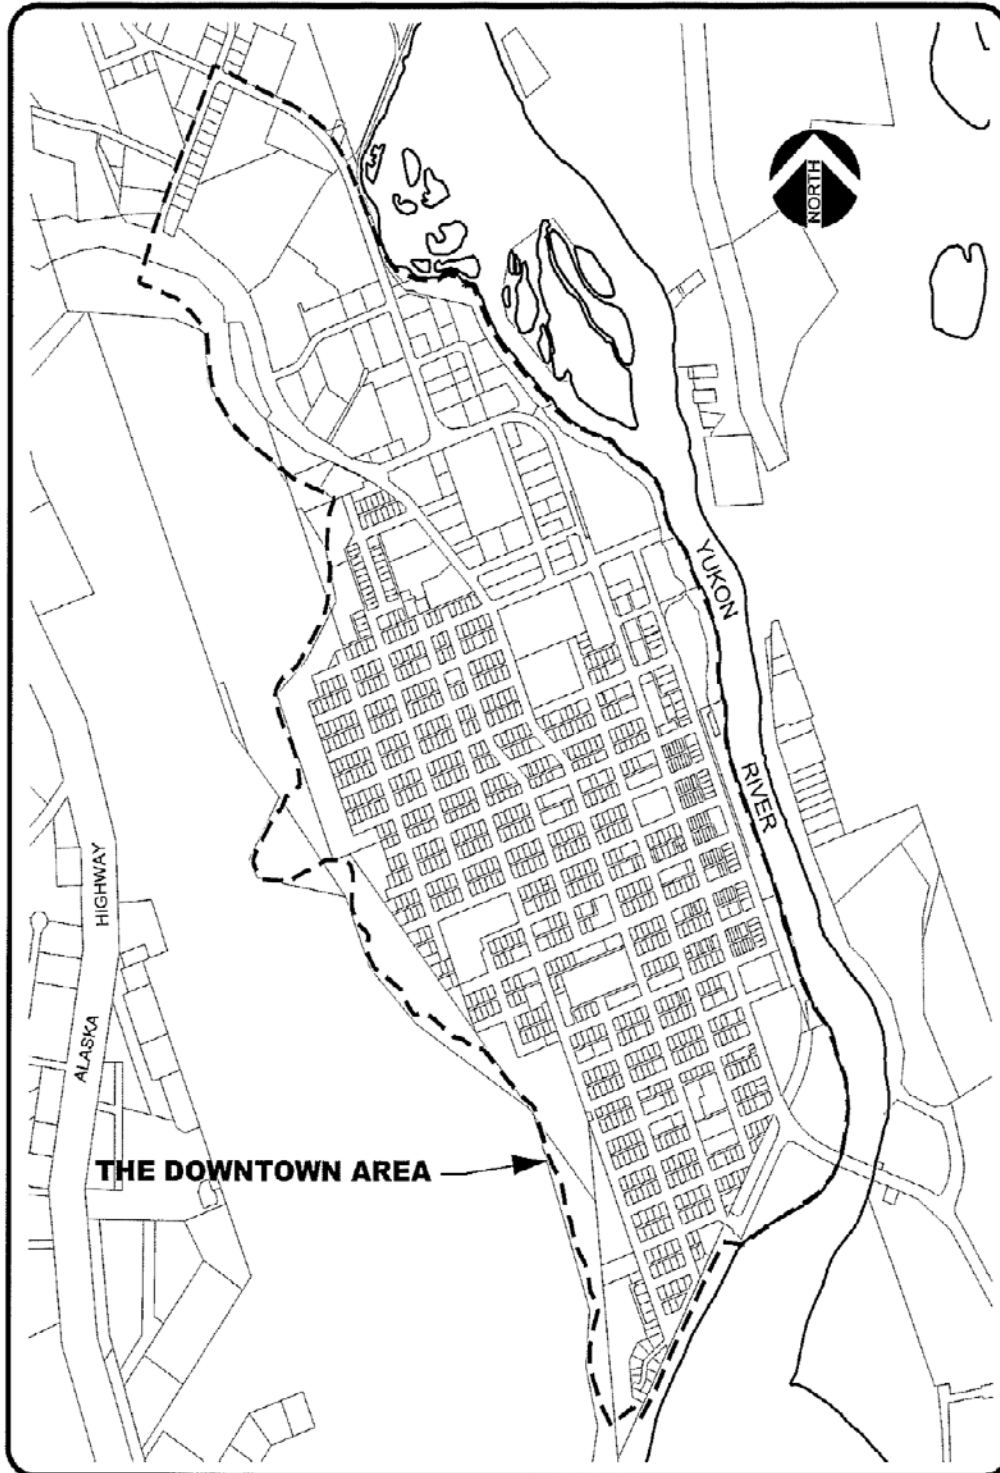 NORTH
YUKON
RIVER
HIGHWAY
ALASKA
THE DOWNTOWN AREA